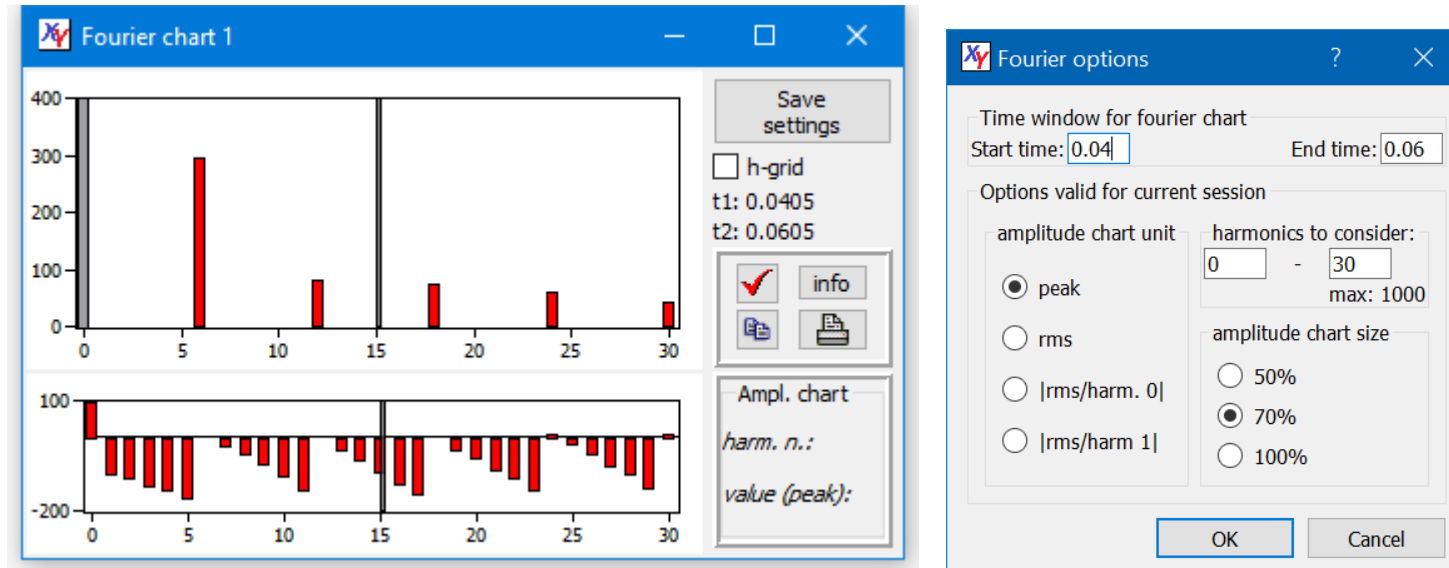 XY Fourier chart 1
400
300
200
100
0
0 5 10 15 20 25 30
100
-200
0 5 10 15 20 25 30
Save
settings
h-grid
t1: 0.0405
t2: 0.0605
info
Ampl. chart
harm. n.:
value (peak):
XY Fourier options ?
Time window for fourier chart
Start time: 0.04 End time: 0.06
Options valid for current session
amplitude chart unit
peak
rms
|rms/harm. 0|
|rms/harm 1|
harmonics to consider:
0 - 30
max: 1000
amplitude chart size
50%
70%
100%
OK Cancel